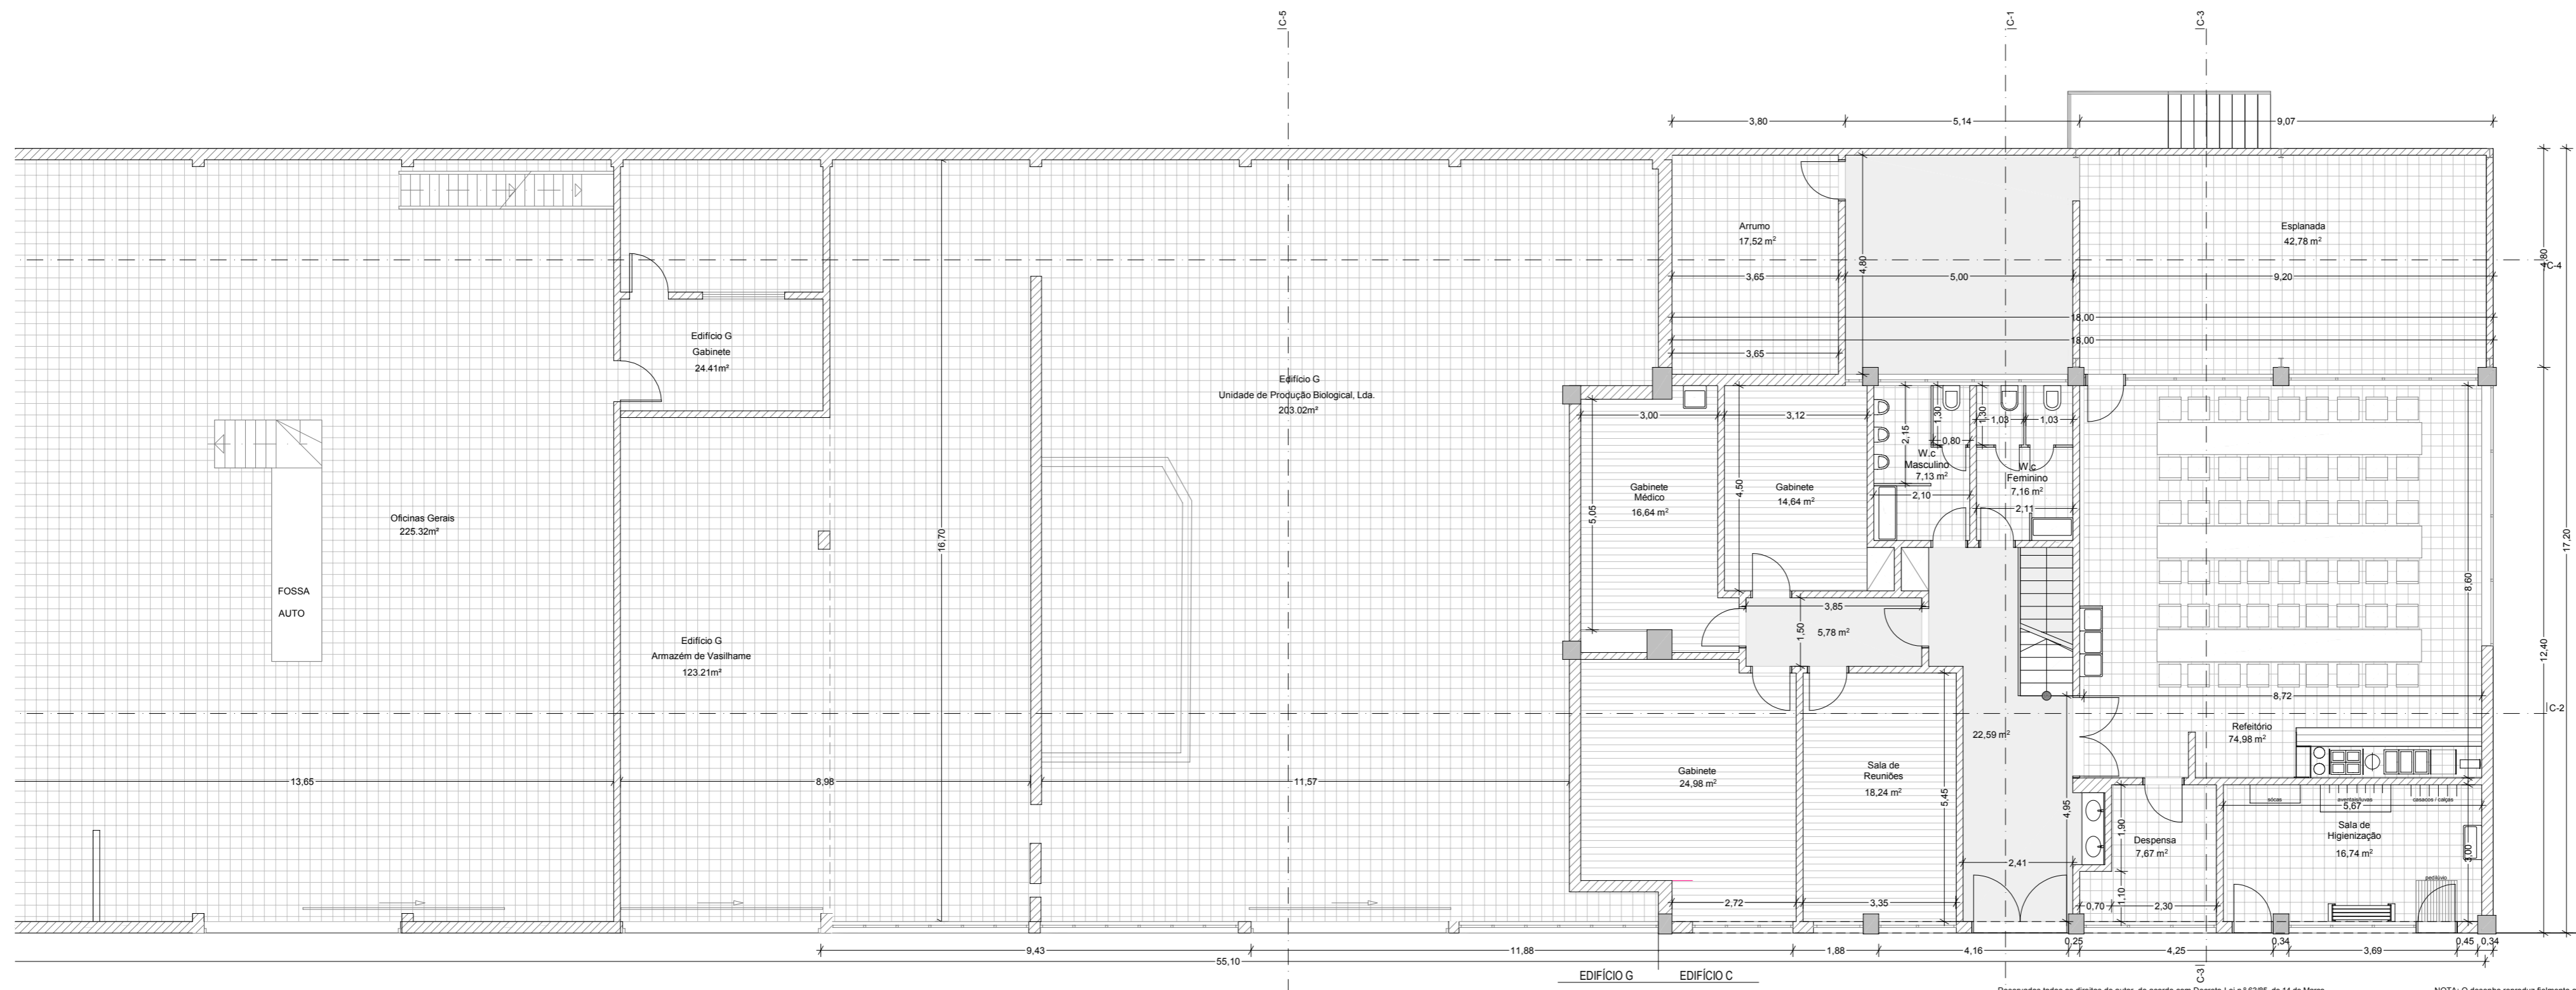 C-5
C-1
C-3
3,80
5,14
9,07
Arrumo
17,52 m²
Esplanada
42,78 m²
4,80
4,80
C-4
3,65
5,00
9,20
18,00
18,00
3,65
Edifício G
Gabinete
24.41m²
Edifício G
Unidade de Produção Biological, Lda.
203.02m²
3,00
3,12
2,15
1,30
0,80
1,30
1,03
1,03
W.c
Masculino
7,13 m²
W.c
Feminino
7,16 m²
2,10
2,11
Gabinete
Médico
16,64 m²
Gabinete
14,64 m²
4,50
5,05
Oficinas Gerais
225.32m²
16,70
17,20
8,60
12,40
FOSSA
AUTO
3,85
1,50
5,78 m²
Edifício G
Armazém de Vasilhame
123.21m²
8,72
C-2
Refeitório
74,98 m²
22,59 m²
13,65
8,98
11,57
Gabinete
24,98 m²
Sala de
Reuniões
18,24 m²
5,45
4,95
sócas
aventais/luvas
casacos / calças
5,67
Sala de
Higienização
16,74 m²
3,00
1,90
Despensa
7,67 m²
2,41
pedilúvio
1,10
2,72
3,35
0,70
2,30
9,43
11,88
1,88
4,16
0,25
4,25
0,34
3,69
0,45
0,34
55,10
EDIFÍCIO G
EDIFÍCIO C
C-3